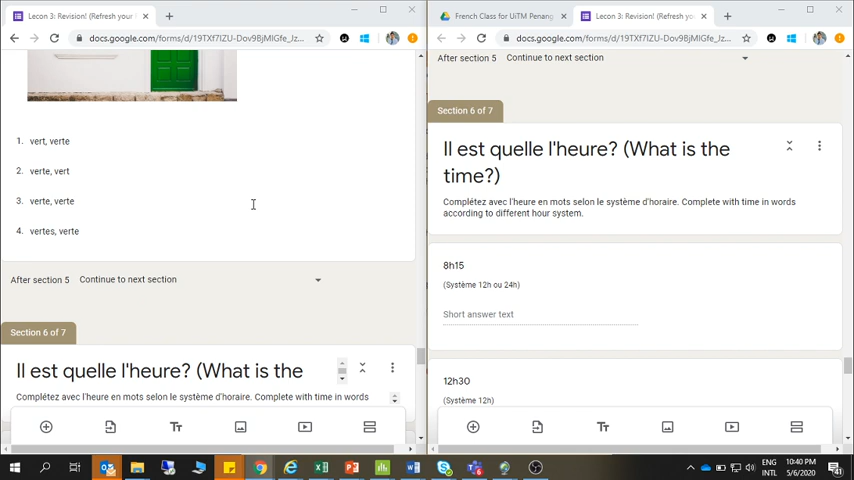 Lecon 3: Revision! (Refresh your
docs.google.com/forms/d/19TXf7IZU-Dov9BjMIGfe_Jz...
1. vert, verte
2. verte, vert
3. verte, verte
4. vertes, verte
After section 5 Continue to next section
Section 6 of 7
Il est quelle l'heure? (What is the
Complétez avec l'heure en mots selon le système d'horaire. Complete with time in words
French Class for UiTM Penang
Lecon 3: Revision! (Refresh you
docs.google.com/forms/d/19TXf7IZU-Dov9BjMIGfe_Jz...
After section 5 Continue to next section
Section 6 of 7
Il est quelle l'heure? (What is the
time?)
Complétez avec l'heure en mots selon le système d'horaire. Complete with time in words
according to different hour system.
8h15
(Système 12h ou 24h)
Short answer text
12h30
(Système 12h)
ENG
INTL
10:40 PM
5/6/2020